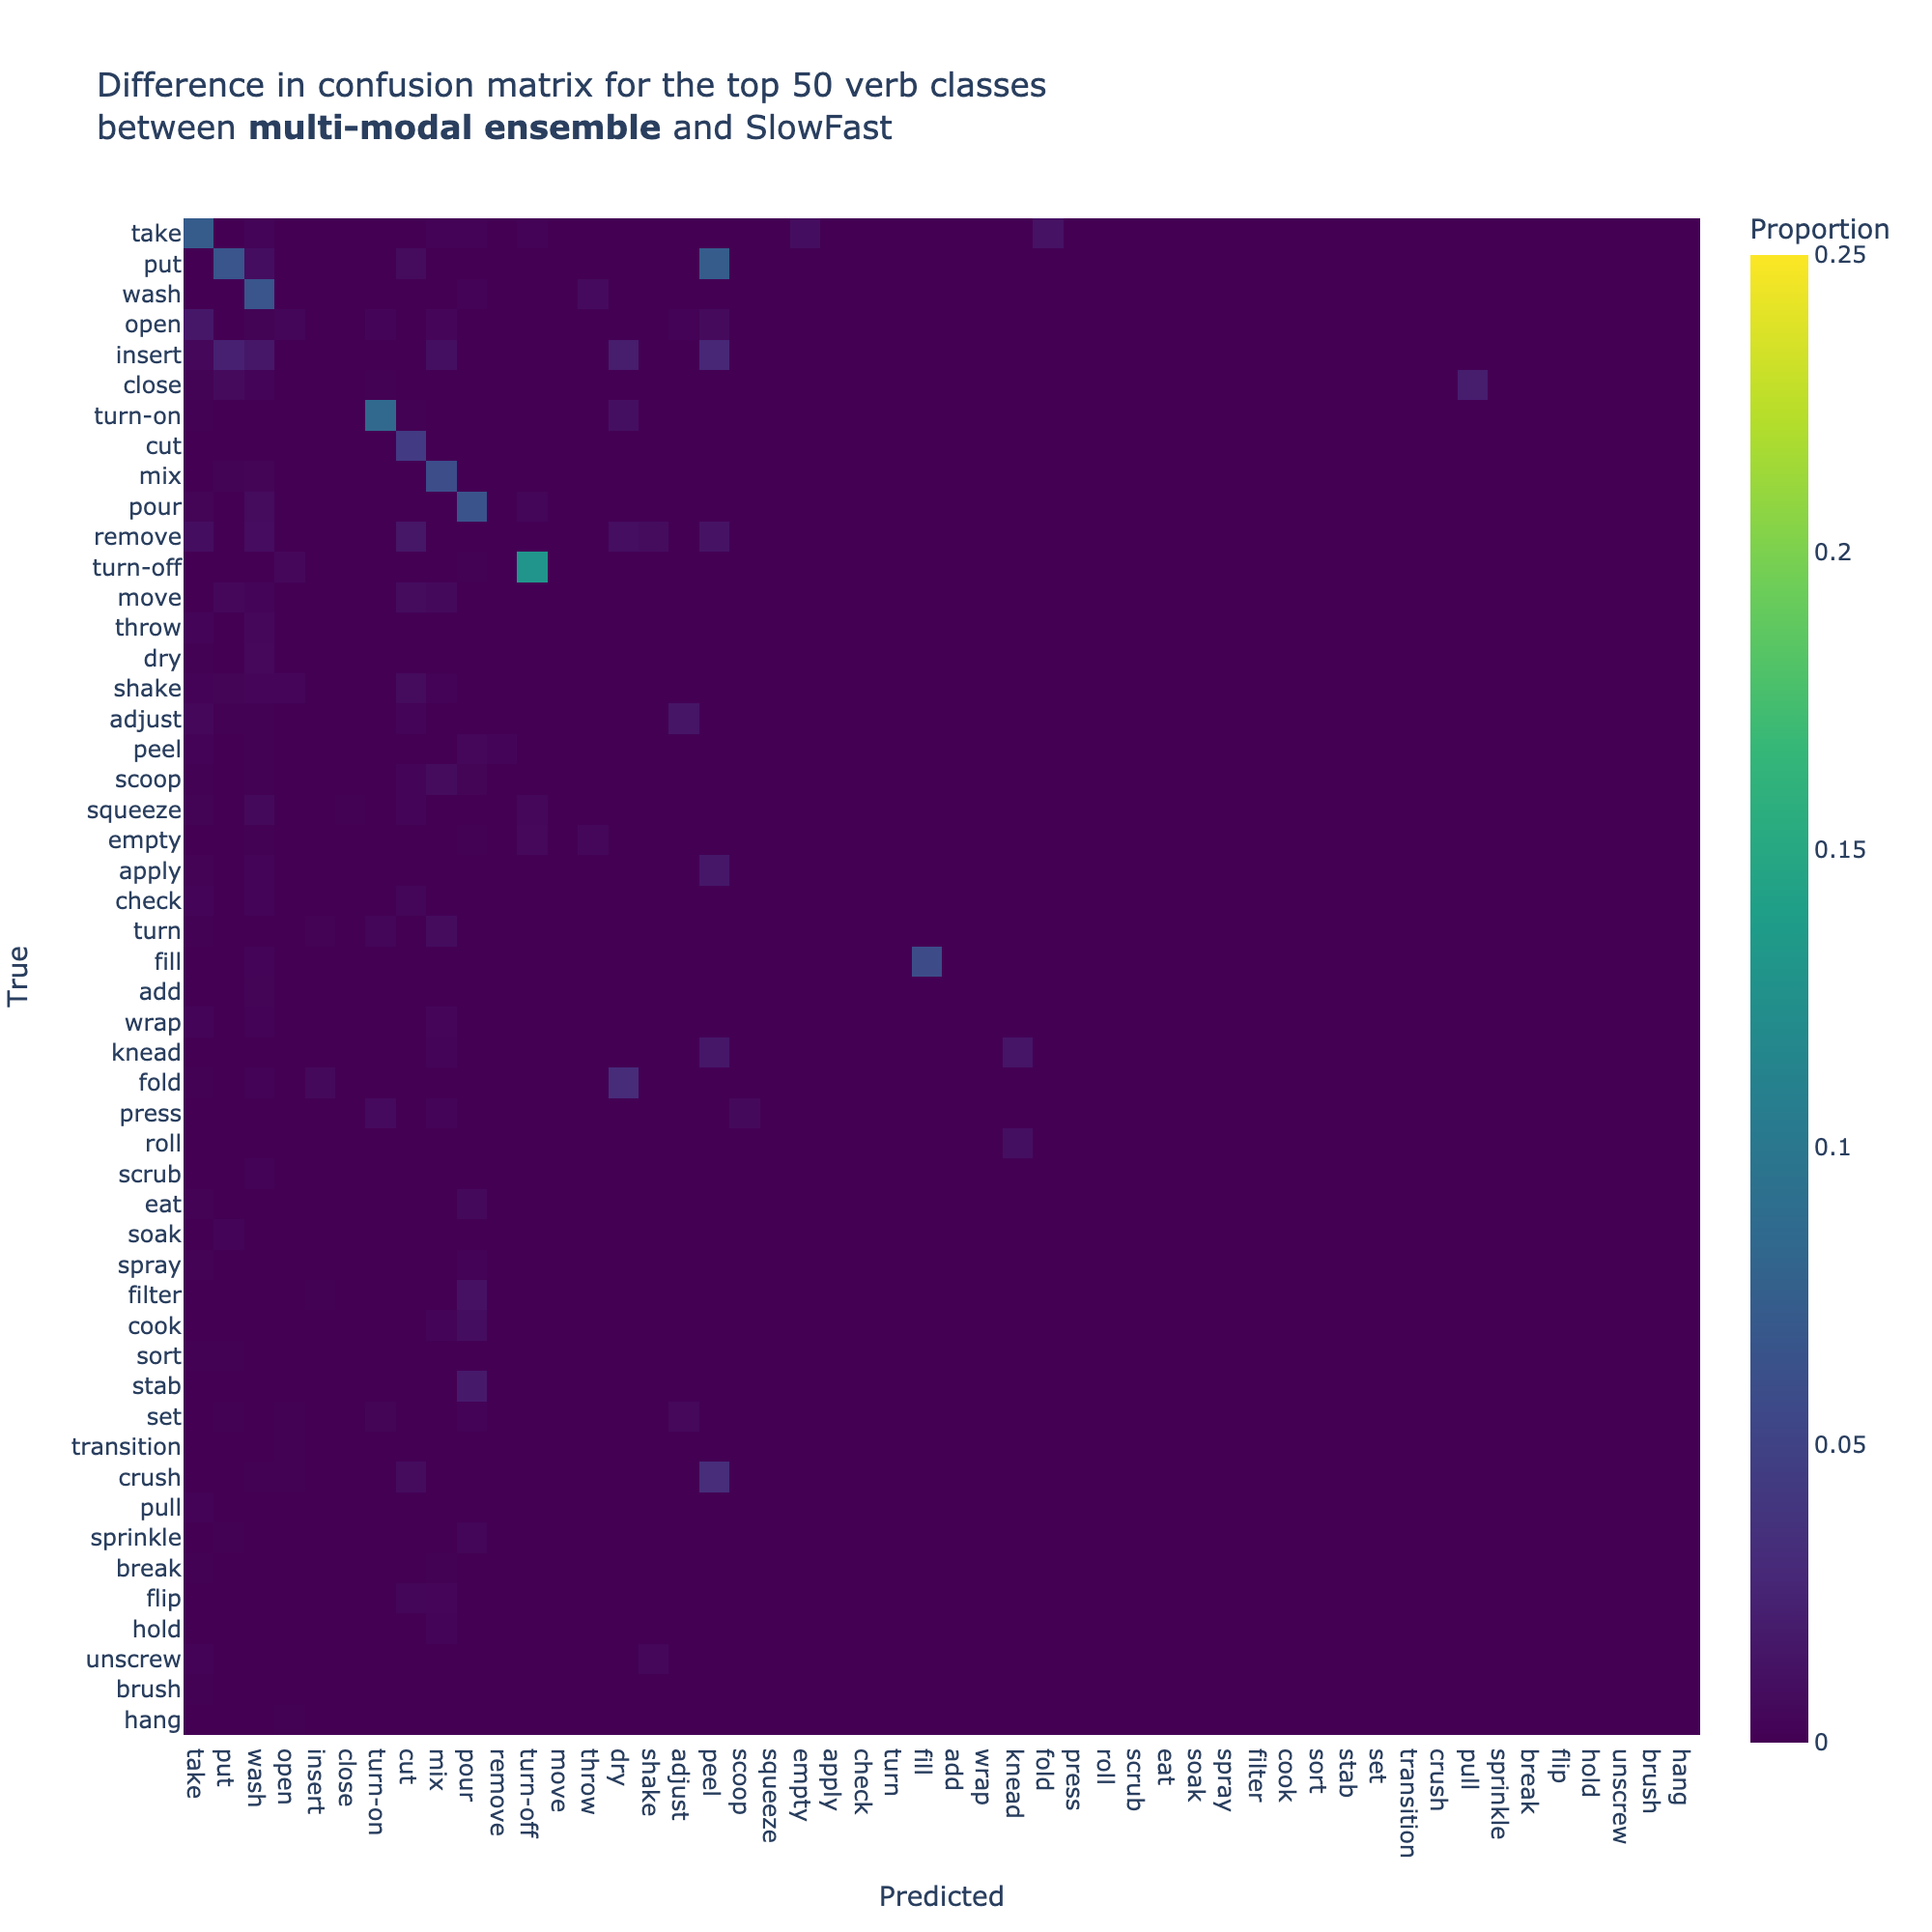 Difference in confusion matrix for the top 50 verb classes
between multi-modal ensemble and SlowFast
Proportion
0.25
0.2
0.15
0.1
0.05
0
True
take
put
wash
open
insert
close
turn-on
cut
mix
pour
remove
turn-off
move
throw
dry
shake
adjust
peel
scoop
squeeze
empty
apply
check
turn
fill
add
wrap
knead
fold
press
roll
scrub
eat
soak
spray
filter
cook
sort
stab
set
transition
crush
pull
sprinkle
break
flip
hold
unscrew
brush
hang
take
put
wash
open
insert
close
turn-on
cut
mix
pour
remove
turn-off
move
throw
dry
shake
adjust
peel
scoop
squeeze
empty
apply
check
turn
fill
add
wrap
knead
fold
press
roll
scrub
eat
soak
spray
filter
cook
sort
stab
set
transition
crush
pull
sprinkle
break
flip
hold
unscrew
brush
hang
Predicted